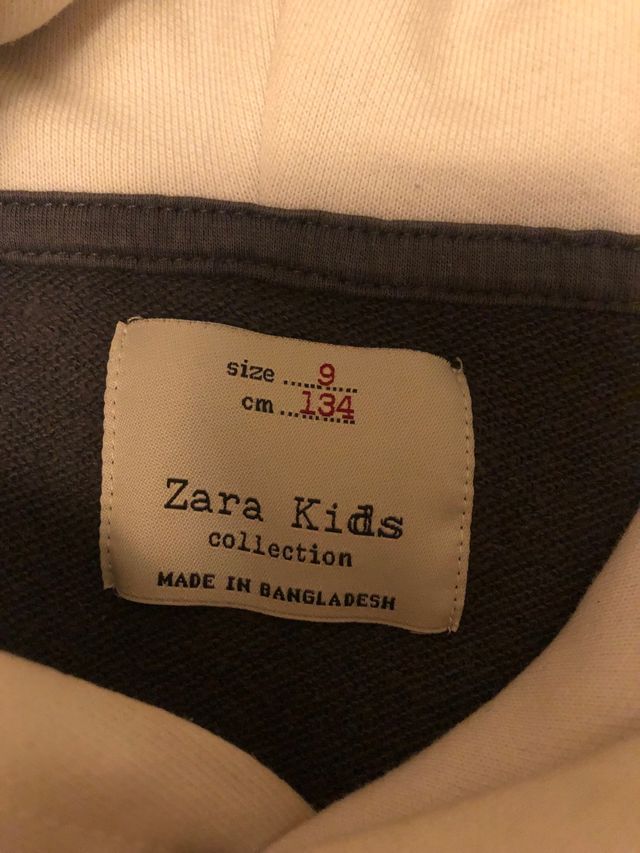 size ..... 9 ...
cm ... 134
Zara Kids
collection
MADE IN BANGLADESH